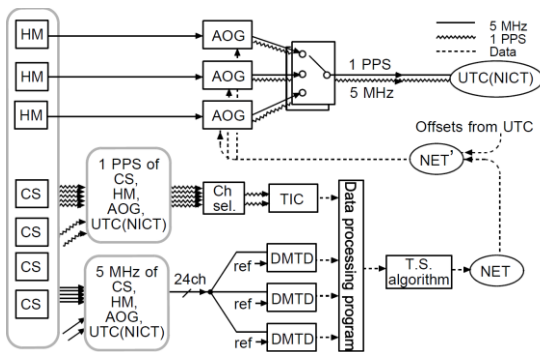 HM
AOG
5 MHz
1 PPS
Data
HM
AOG
1 PPS
5 MHz
UTC(NICT)
HM
AOG
Offsets from UTC
NET'
CS
1 PPS of
CS,
HM,
AOG,
UTC(NICT)
Ch
sel.
TIC
Data processing program
CS
CS
CS
5 MHz of
CS,
HM,
AOG,
UTC(NICT)
24ch
ref
DMTD
ref
DMTD
ref
DMTD
T.S.
algorithm
NET